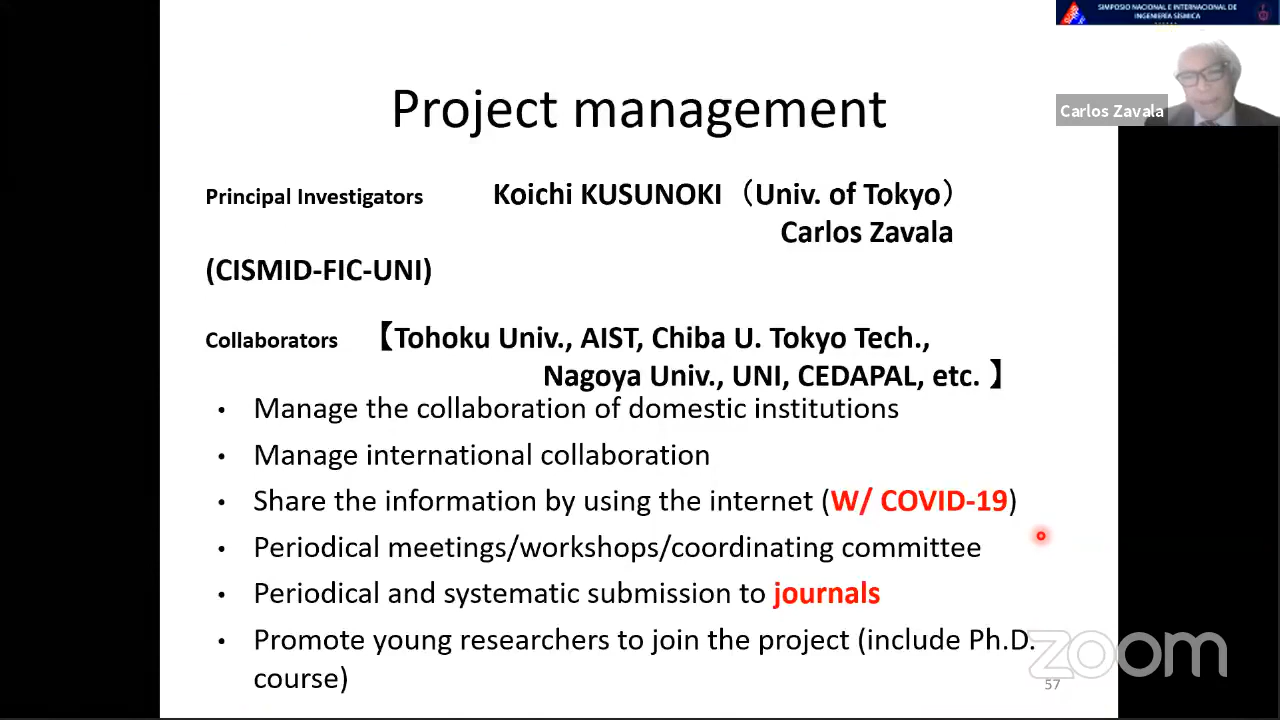 SIMPOSIO NACIONAL E INTERNACIONAL DE
INGENIERÍA SÍSMICA
Carlos Zavala
Project management
Principal Investigators Koichi KUSUNOKI（Univ. of Tokyo）
Carlos Zavala
(CISMID-FIC-UNI)
Collaborators 【Tohoku Univ., AIST, Chiba U. Tokyo Tech.,
Nagoya Univ., UNI, CEDAPAL, etc. 】
• Manage the collaboration of domestic institutions
• Manage international collaboration
• Share the information by using the internet (W/ COVID-19)
• Periodical meetings/workshops/coordinating committee
• Periodical and systematic submission to journals
• Promote young researchers to join the project (include Ph.D.
course)
zoom
57